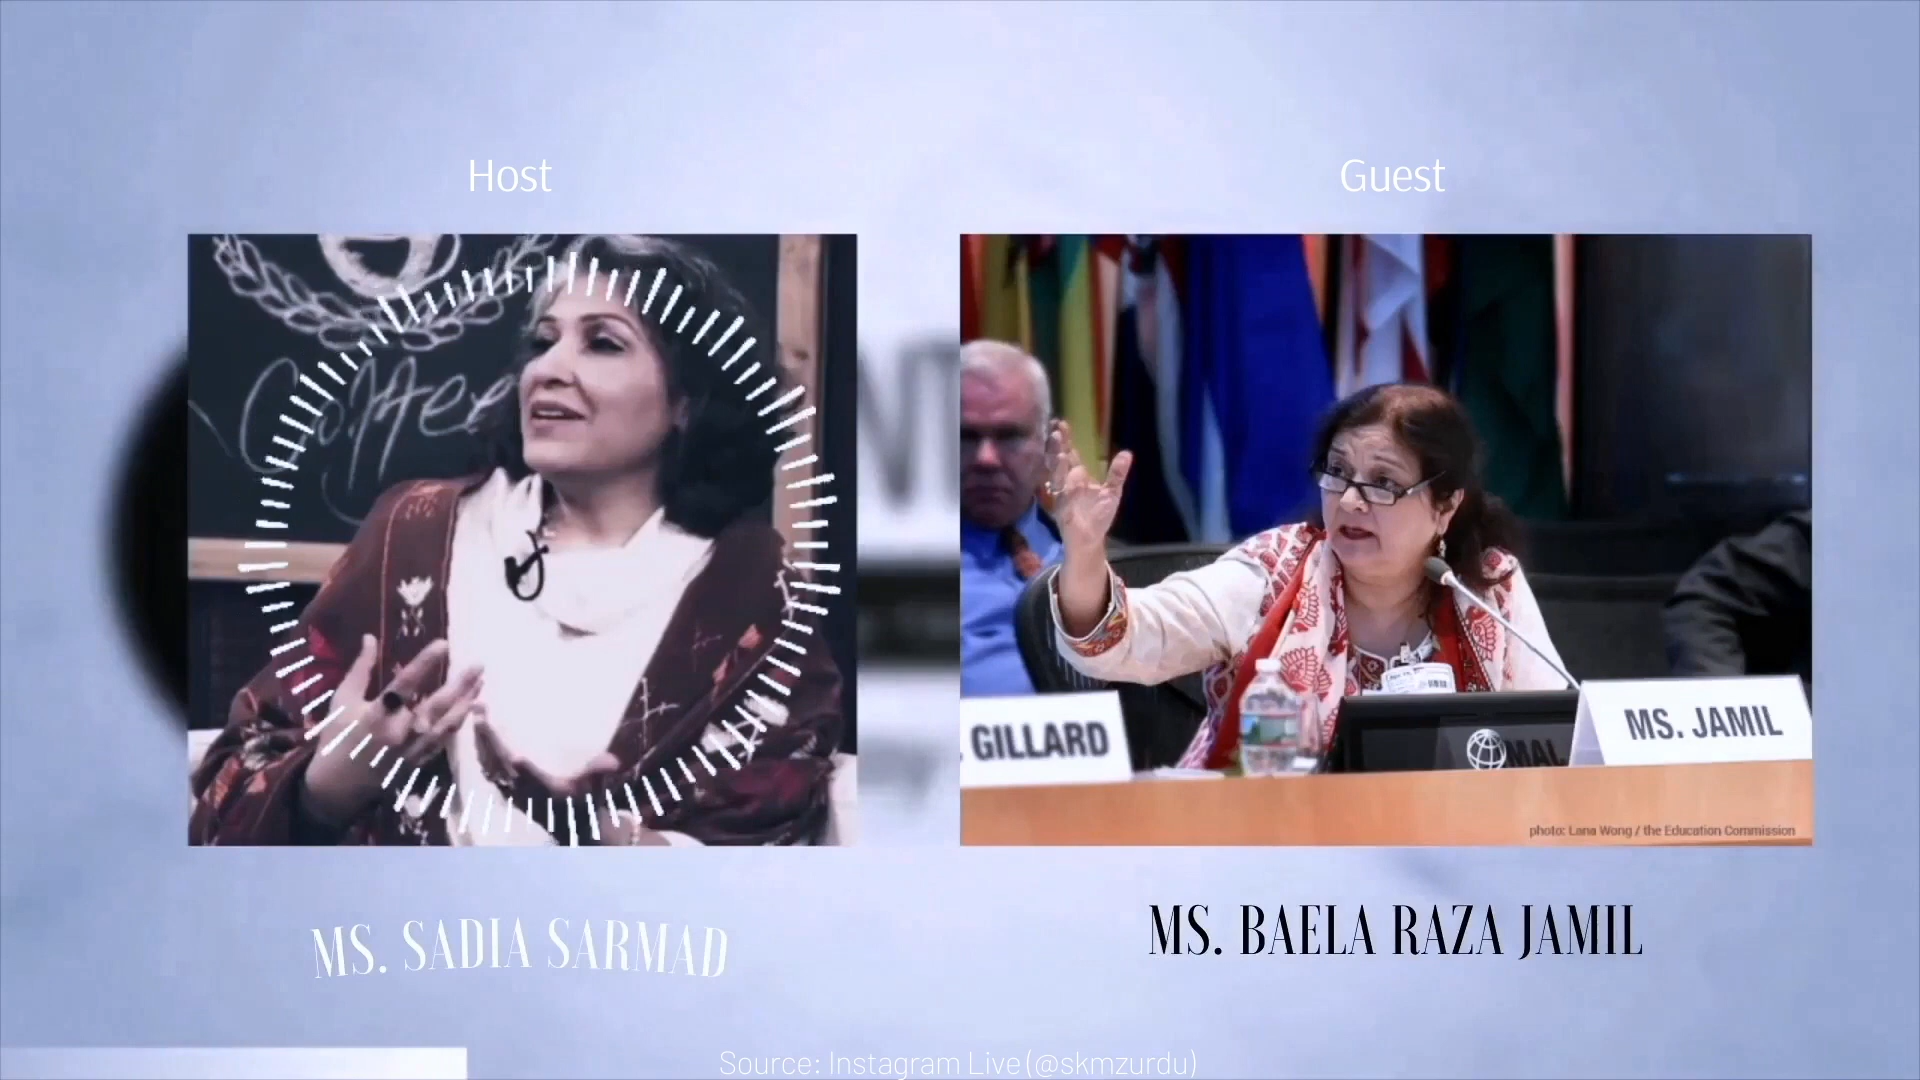 Host
Guest
Coffee
GILLARD
MS. JAMIL
photo: Lana Wong / the Education Commission
MS. SADIA SARMAD
MS. BAELA RAZA JAMIL
Source: Instagram Live (@skmzurdu)